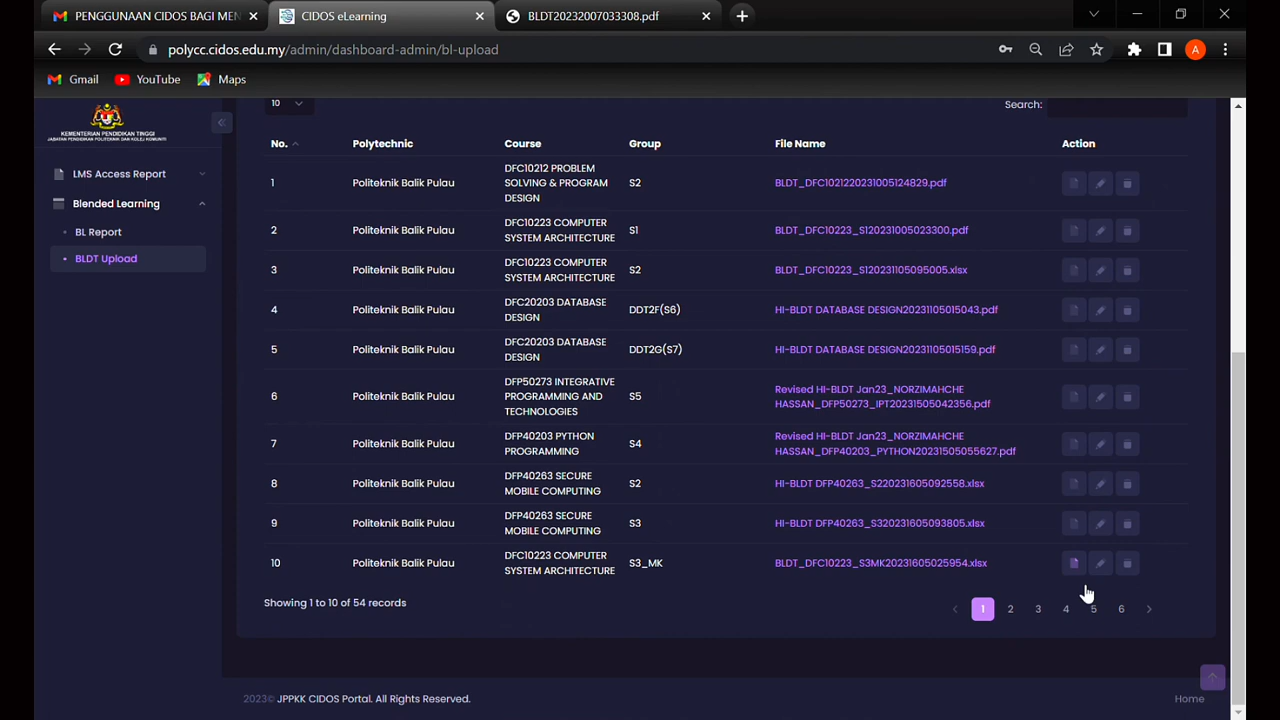 PENGGUNAAN CIDOS BAGI MEN
CIDOS eLearning
BLDT20232007033308.pdf
polycc.cidos.edu.my/admin/dashboard-admin/bl-upload
A
Gmail
YouTube
Maps
KEMENTERIAN PENDIDIKAN TINGGI
JABATAN PENDIDIKAN POLITEKNIK DAN KOLEJ KOMUNITI
LMS Access Report
Blended Learning
BL Report
BLDT Upload
10
Search:
No. Polytechnic Course Group File Name Action
1 Politeknik Balik Pulau DFC10212 PROBLEM SOLVING & PROGRAM DESIGN S2 BLDT_DFC1021220231005124829.pdf
2 Politeknik Balik Pulau DFC10223 COMPUTER SYSTEM ARCHITECTURE S1 BLDT_DFC10223_S120231005023300.pdf
3 Politeknik Balik Pulau DFC10223 COMPUTER SYSTEM ARCHITECTURE S2 BLDT_DFC10223_S120231105095005.xlsx
4 Politeknik Balik Pulau DFC20203 DATABASE DESIGN DDT2F(S6) HI-BLDT DATABASE DESIGN20231105015043.pdf
5 Politeknik Balik Pulau DFC20203 DATABASE DESIGN DDT2G(S7) HI-BLDT DATABASE DESIGN20231105015159.pdf
6 Politeknik Balik Pulau DFP50273 INTEGRATIVE PROGRAMMING AND TECHNOLOGIES S5 Revised HI-BLDT Jan23_NORZIMAHCHE HASSAN_DFP50273_IPT20231505042356.pdf
7 Politeknik Balik Pulau DFP40203 PYTHON PROGRAMMING S4 Revised HI-BLDT Jan23_NORZIMAHCHE HASSAN_DFP40203_PYTHON20231505055627.pdf
8 Politeknik Balik Pulau DFP40263 SECURE MOBILE COMPUTING S2 HI-BLDT DFP40263_S220231605092558.xlsx
9 Politeknik Balik Pulau DFP40263 SECURE MOBILE COMPUTING S3 HI-BLDT DFP40263_S320231605093805.xlsx
10 Politeknik Balik Pulau DFC10223 COMPUTER SYSTEM ARCHITECTURE S3_MK BLDT_DFC10223_S3MK20231605025954.xlsx
Showing 1 to 10 of 54 records
1 2 3 4 5 6
2023© JPPKK CIDOS Portal. All Rights Reserved.
Home